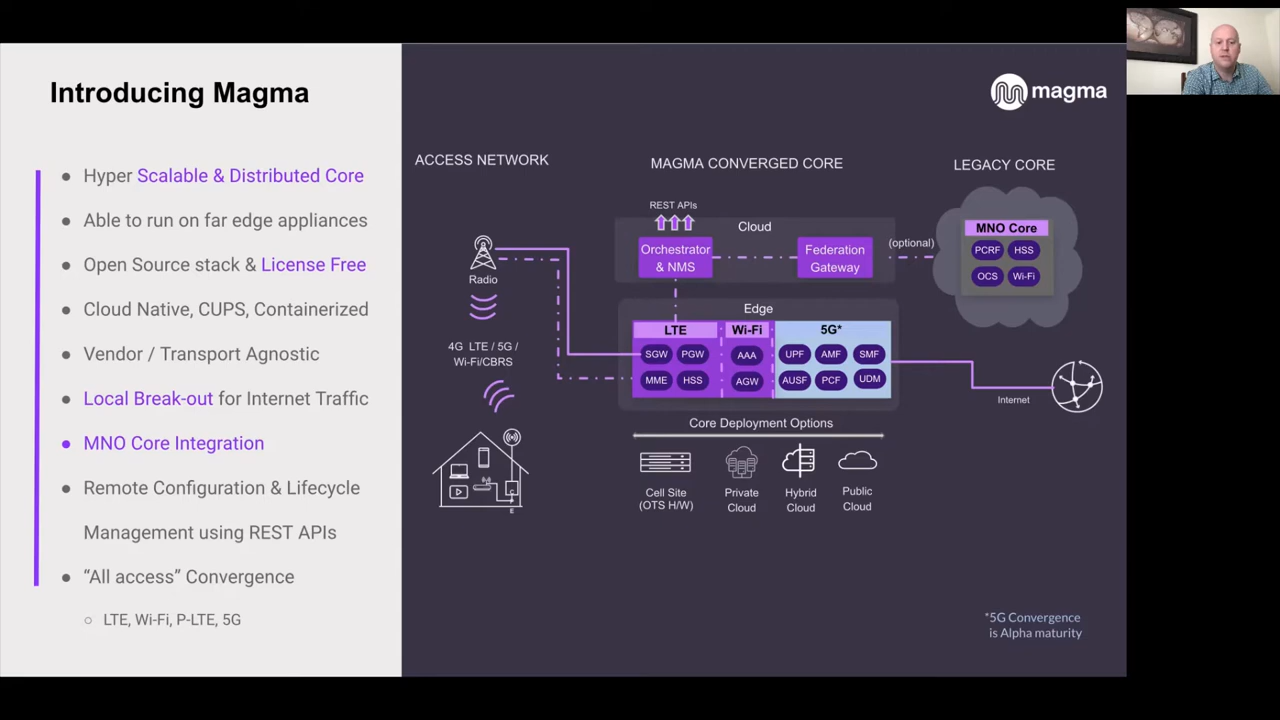 Introducing Magma
● Hyper Scalable & Distributed Core
● Able to run on far edge appliances
● Open Source stack & License Free
● Cloud Native, CUPS, Containerized
● Vendor / Transport Agnostic
● Local Break-out for Internet Traffic
● MNO Core Integration
● Remote Configuration & Lifecycle
Management using REST APIs
● “All access” Convergence
○ LTE, Wi-Fi, P-LTE, 5G
magma
ACCESS NETWORK
Radio
4G LTE / 5G /
Wi-Fi/CBRS
C
P
E
MAGMA CONVERGED CORE
REST APIs
Cloud
Orchestrator
& NMS
Federation
Gateway
(optional)
Edge
LTE
SGW PGW
MME HSS
Wi-Fi
AAA
AGW
5G*
UPF AMF SMF
AUSF PCF UDM
Core Deployment Options
Cell Site
(OTS H/W)
Private
Cloud
Hybrid
Cloud
Public
Cloud
LEGACY CORE
MNO Core
PCRF HSS
OCS Wi-Fi
Internet
*5G Convergence
is Alpha maturity